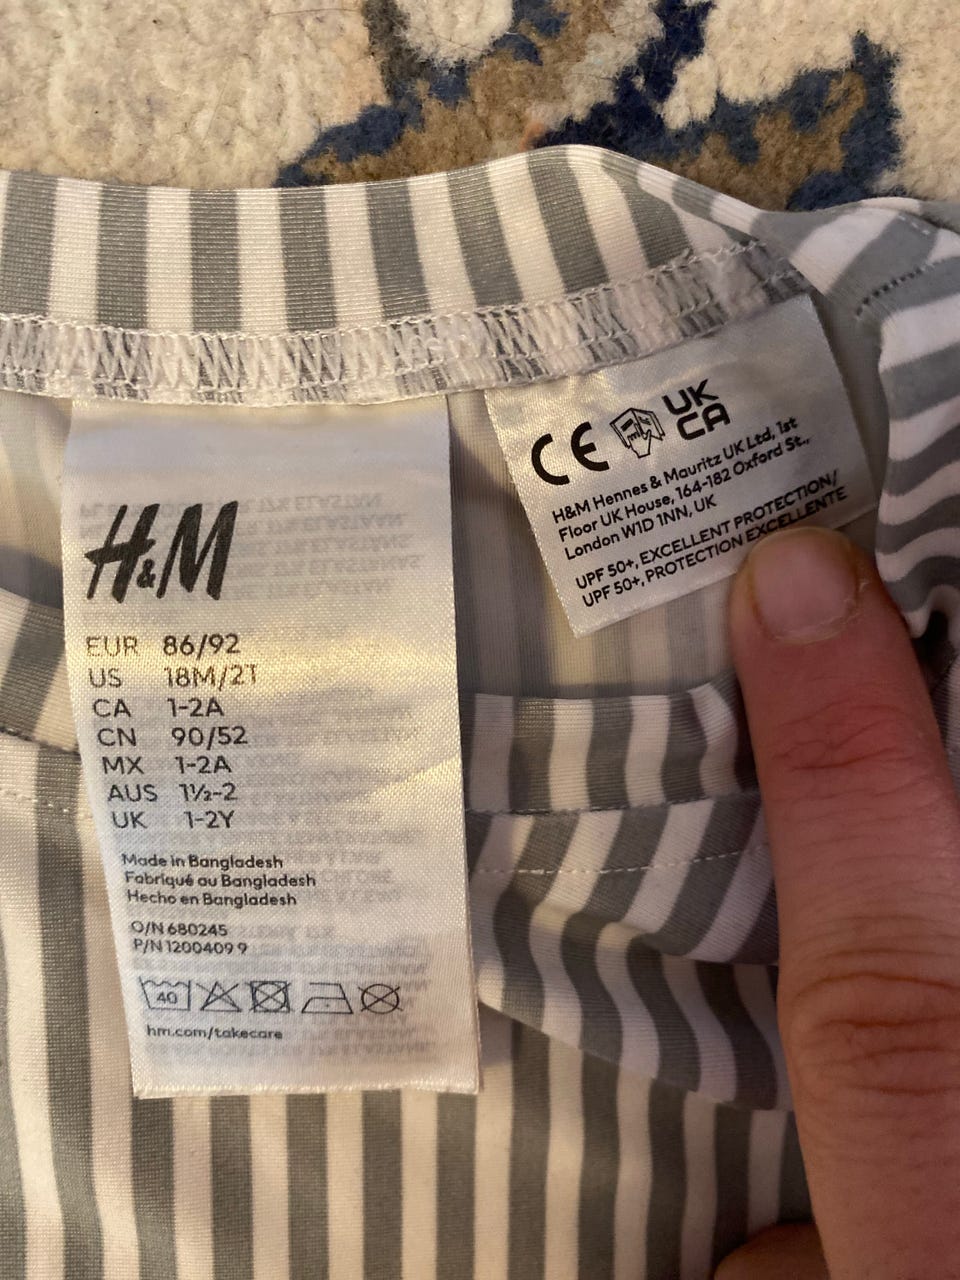 H&M
EUR 86/92
US 18M/2T
CA 1-2A
CN 90/52
MX 1-2A
AUS 1½-2
UK 1-2Y
Made in Bangladesh
Fabriqué au Bangladesh
Hecho en Bangladesh
O/N 680245
P/N 1200409 9
40
hm.com/takecare
CE
UK
CA
H&M Hennes & Mauritz UK Ltd, 1st
Floor UK House, 164-182 Oxford St.,
London W1D 1NN, UK
UPF 50+, EXCELLENT PROTECTION/
UPF 50+, PROTECTION EXCELLENTE